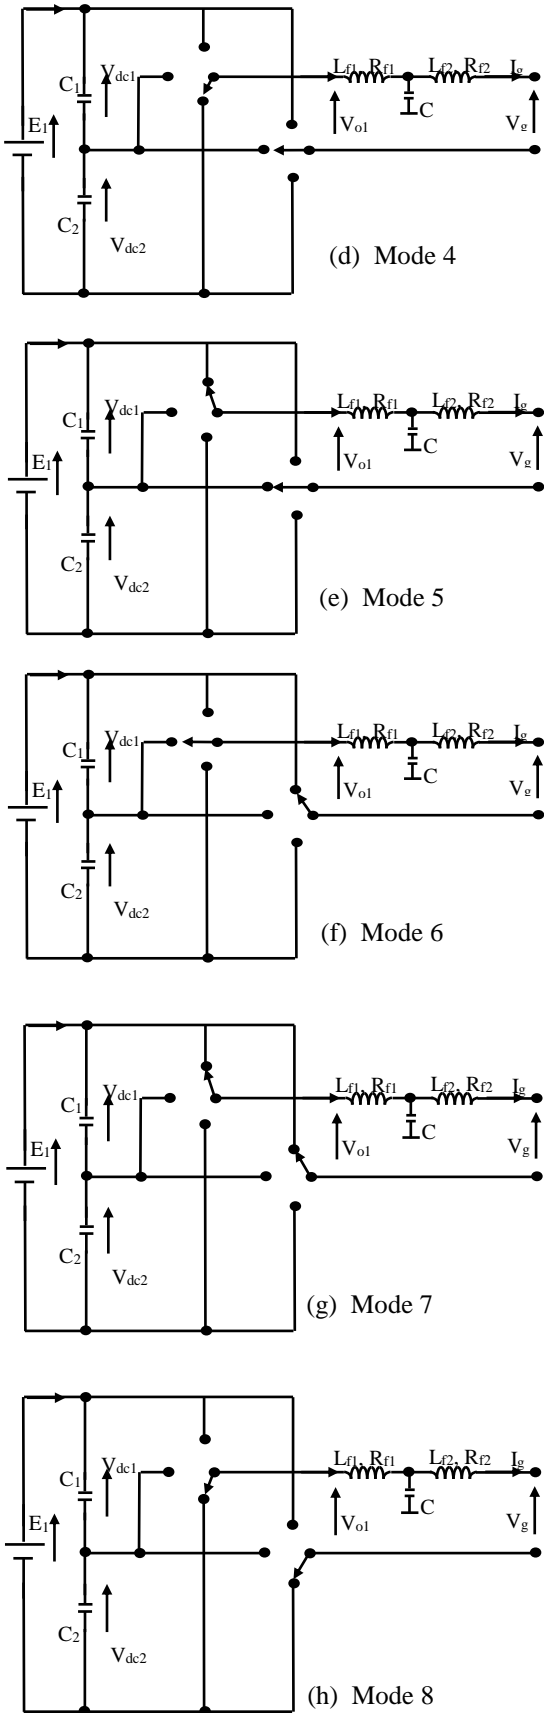 Vdc1 Lf1, Rf1 Lf2, Rf2 Ig
C1
E1 Vo1 C Vg
C2
Vdc2
(d) Mode 4
Vdc1 Lf1, Rf1 Lf2, Rf2 Ig
C1
E1 Vo1 C Vg
C2
Vdc2
(e) Mode 5
Vdc1 Lf1, Rf1 Lf2, Rf2 Ig
C1
E1 Vo1 C Vg
C2
Vdc2
(f) Mode 6
Vdc1 Lf1, Rf1 Lf2, Rf2 Ig
C1
E1 Vo1 C Vg
C2
Vdc2
(g) Mode 7
Vdc1 Lf1, Rf1 Lf2, Rf2 Ig
C1
E1 Vo1 C Vg
C2
Vdc2
(h) Mode 8